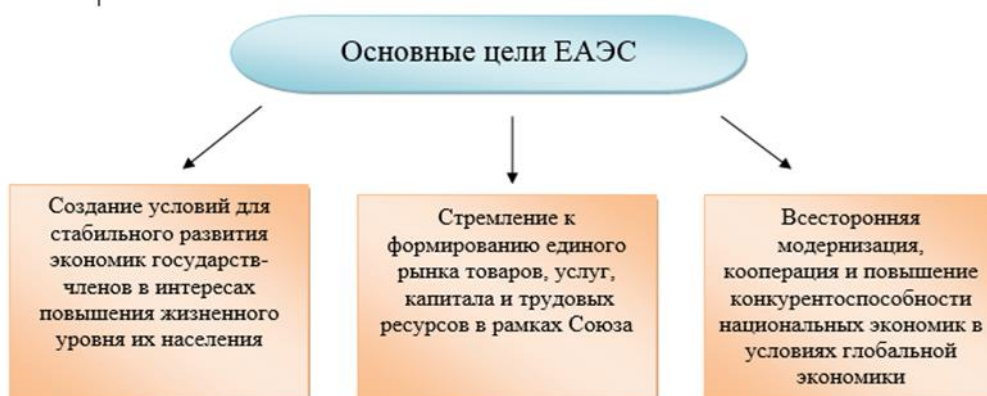 Основные цели ЕАЭС
Создание условий для
стабильного развития
экономик государств-
членов в интересах
повышения жизненного
уровня их населения
Стремление к
формированию единого
рынка товаров, услуг,
капитала и трудовых
ресурсов в рамках Союза
Всесторонняя
модернизация,
кооперация и повышение
конкурентоспособности
национальных экономик в
условиях глобальной
экономики